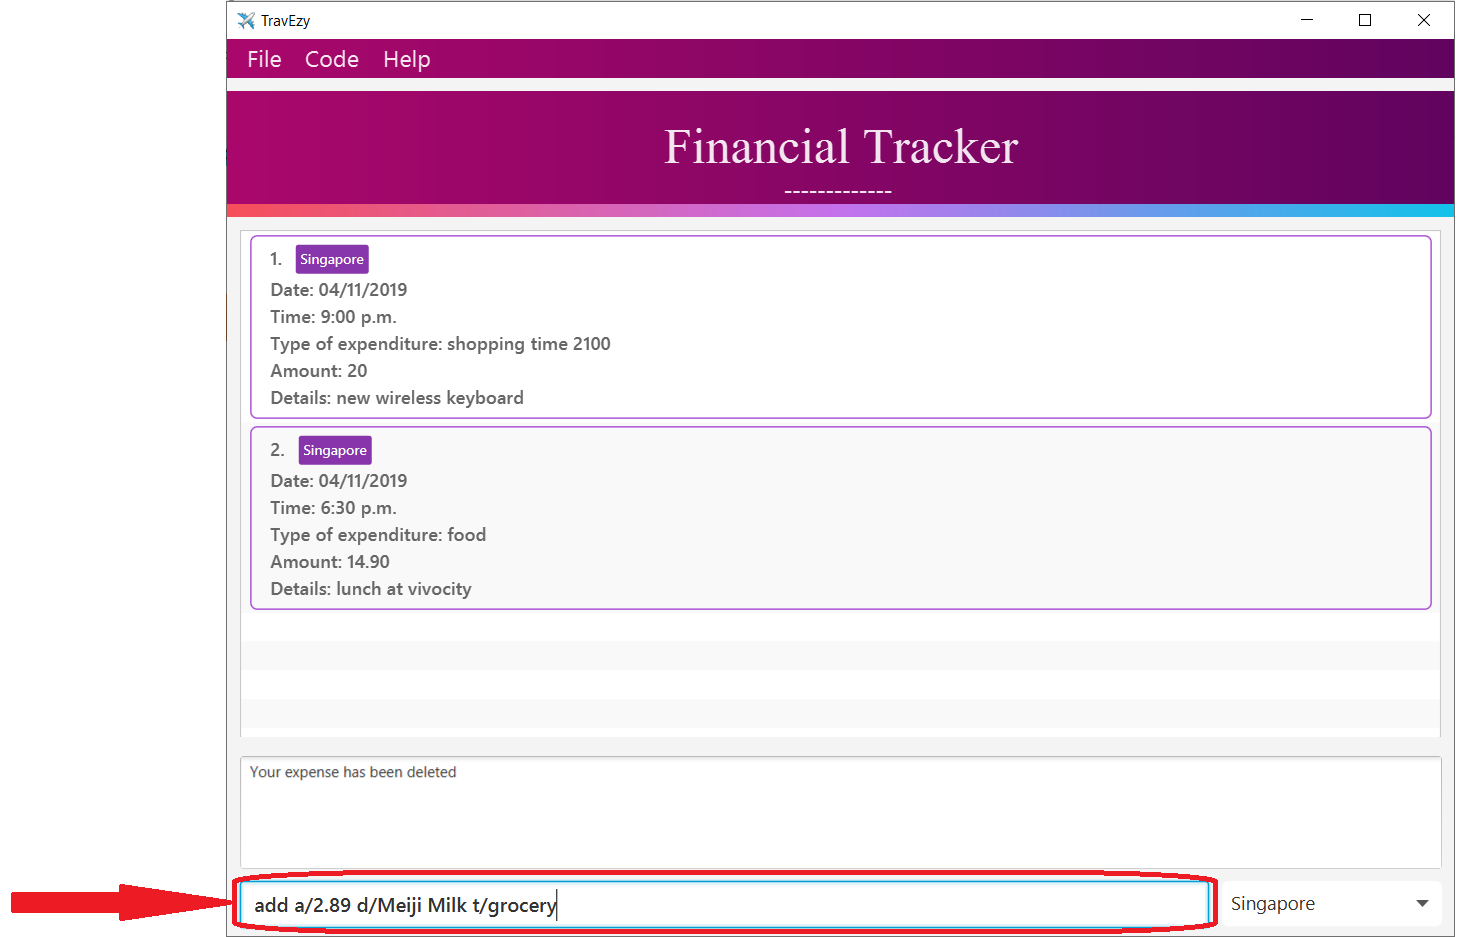 TravEzy
File Code Help
Financial Tracker
-------------
1. Singapore
Date: 04/11/2019
Time: 9:00 p.m.
Type of expenditure: shopping time 2100
Amount: 20
Details: new wireless keyboard
2. Singapore
Date: 04/11/2019
Time: 6:30 p.m.
Type of expenditure: food
Amount: 14.90
Details: lunch at vivocity
Your expense has been deleted
add a/2.89 d/Meiji Milk t/grocery
Singapore